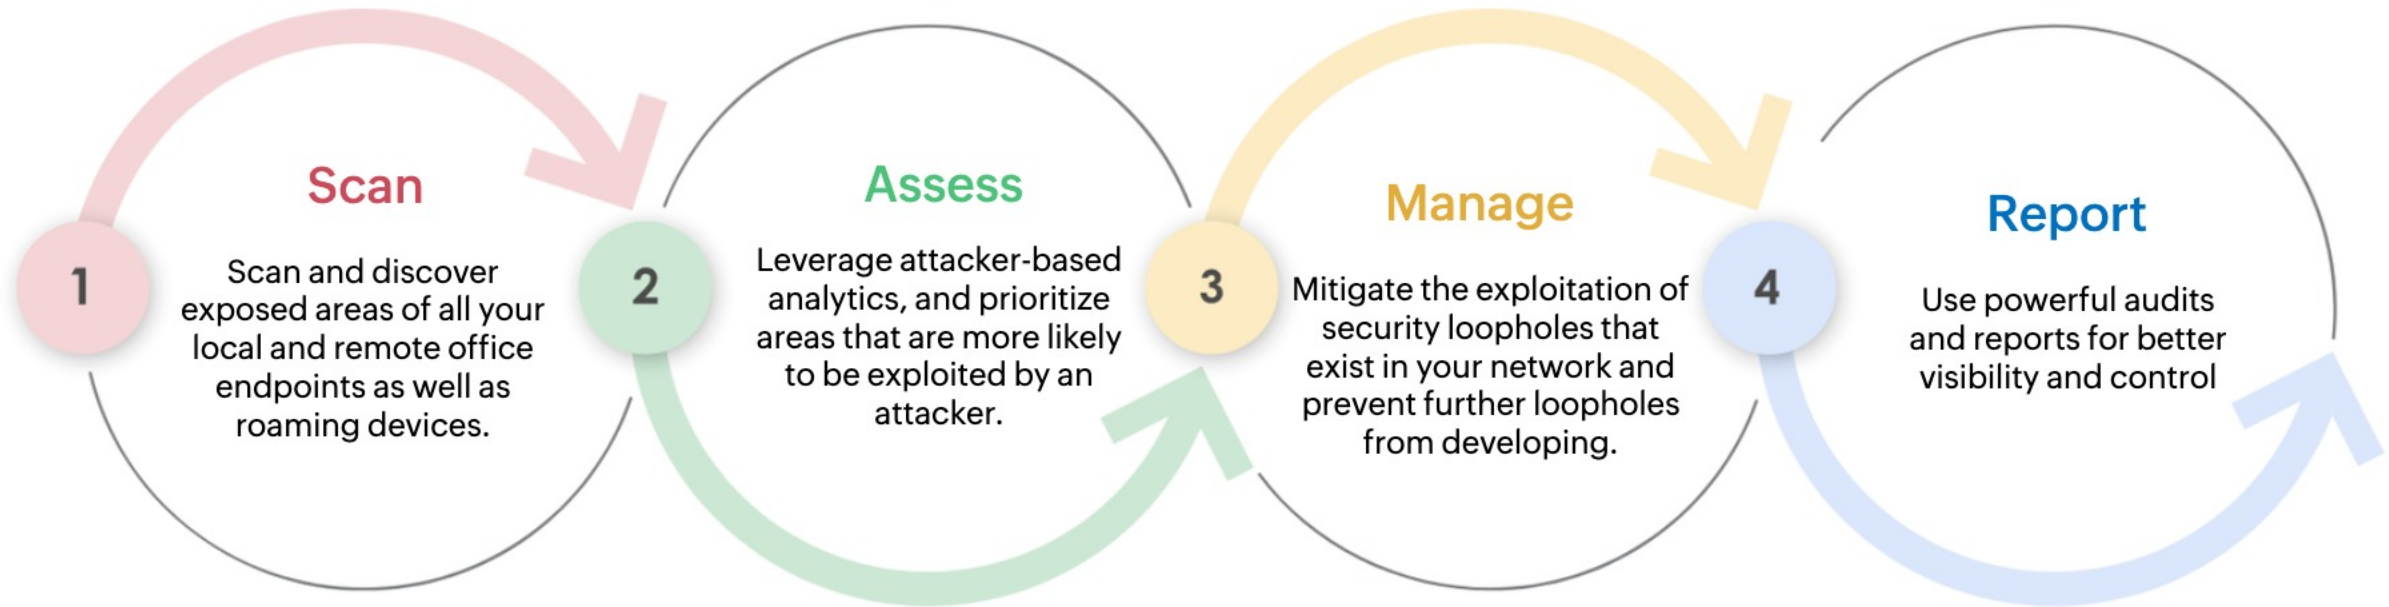 1
Scan
Scan and discover
exposed areas of all your
local and remote office
endpoints as well as
roaming devices.
2
Assess
Leverage attacker-based
analytics, and prioritize
areas that are more likely
to be exploited by an
attacker.
3
Manage
Mitigate the exploitation of
security loopholes that
exist in your network and
prevent further loopholes
from developing.
4
Report
Use powerful audits
and reports for better
visibility and control